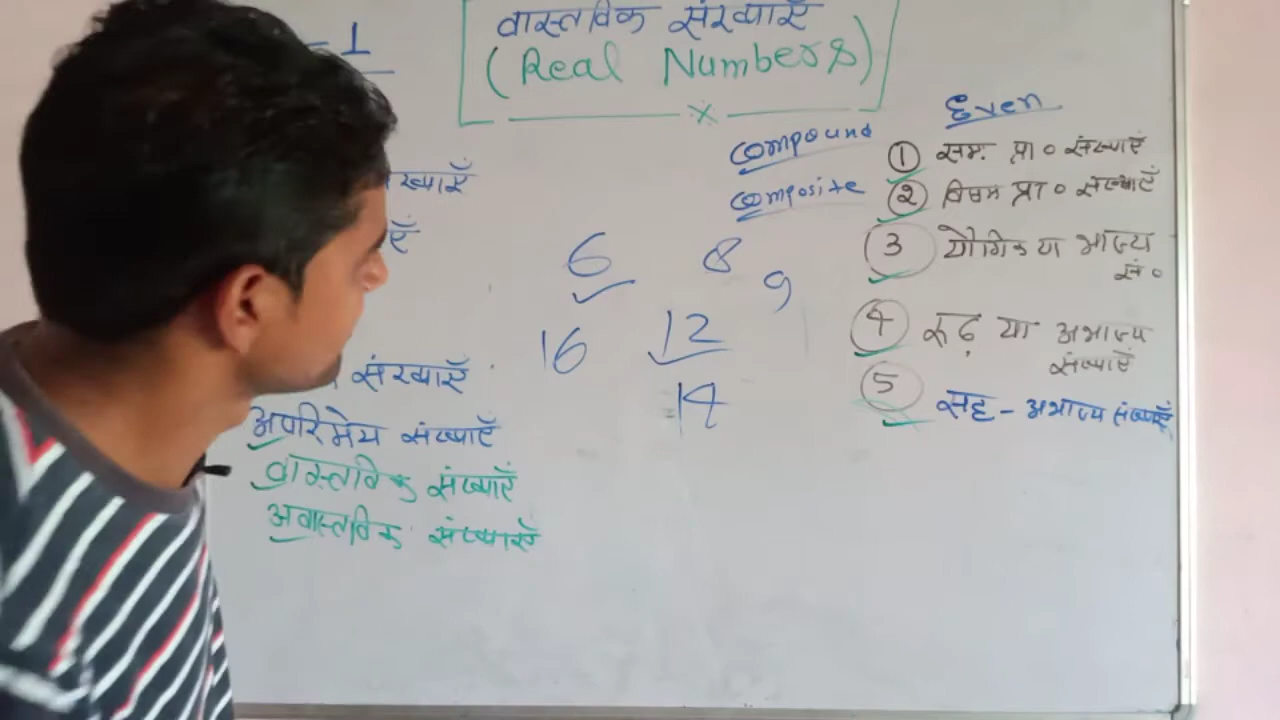 - 1
वास्तविक संख्याएँ
(Real Numbers)
x
ख्याएँ
एँ
संख्याएँ
अपरिमेय संख्याएँ
वास्तविक संख्याएँ
अवास्तविक संख्याएँ
compound
composite
6 8
9
16 12
14
Even
1 सम प्रा० संख्याएँ
2 विषम प्रा० संख्याएँ
3 यौगिक या भाज्य
सं०
4 रूढ़ या अभाज्य
संख्याएँ
5 सह - अभाज्य संख्याएँ